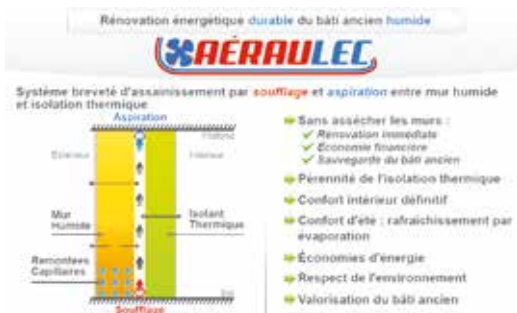 Rénovation énergétique durable du bâti ancien humide
AÉRAULEC
Système breveté d'assainissement par soufflage et aspiration entre mur humide
et isolation thermique
Aspiration
Plafond
Extérieur
Intérieur
Mur
Humide
Isolant
Thermique
Remontées
Capillaires
Sol
Soufflage
Sans assécher les murs :
Rénovation immédiate
Économie financière
Sauvegarde du bâti ancien
Pérennité de l'isolation thermique
Confort intérieur définitif
Confort d'été : rafraichissement par
évaporation
Économies d'énergie
Respect de l'environnement
Valorisation du bâti ancien